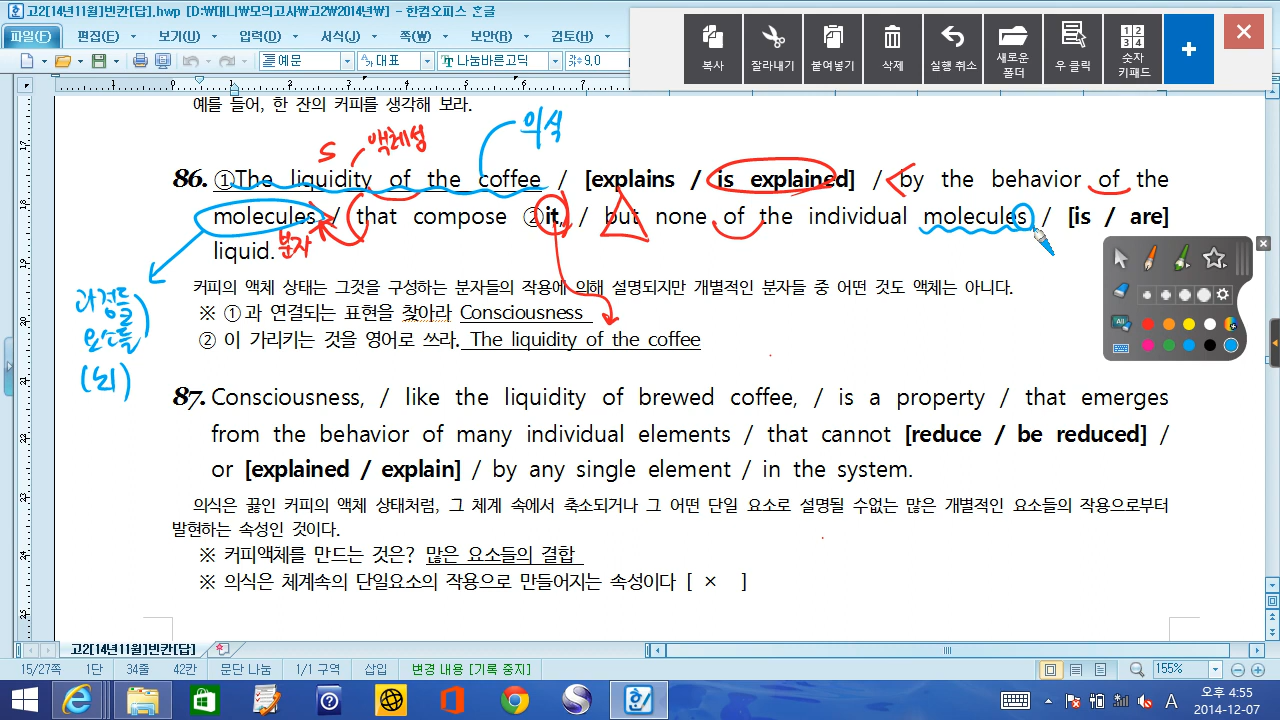 고2[14년11월]빈칸[답].hwp [D:₩대니₩모의고사₩고2₩2014년₩] - 한컴오피스 흔글
파일(F) 편집(E) 보기(U) 입력(D) 서식(J) 쪽(W) 보안(R) 검토(H)
예문 대표 나눔바른고딕 9,0
복사 잘라내기 붙여넣기 삭제 실행 취소 새로운 폴더 우 클릭 숫자 키패드
예를 들어, 한 잔의 커피를 생각해 보라.
S 액체성 의식
86. ①The liquidity of the coffee / [explains / is explained] / by the behavior of the
molecules / that compose ②it, / but none of the individual molecules / [is / are]
liquid.
분자
커피의 액체 상태는 그것을 구성하는 분자들의 작용에 의해 설명되지만 개별적인 분자들 중 어떤 것도 액체는 아니다.
※ ①과 연결되는 표현을 찾아라 Consciousness
② 이 가리키는 것을 영어로 쓰라. The liquidity of the coffee
과정들
요소들
(뇌)
87. Consciousness, / like the liquidity of brewed coffee, / is a property / that emerges
from the behavior of many individual elements / that cannot [reduce / be reduced] /
or [explained / explain] / by any single element / in the system.
의식은 끓인 커피의 액체 상태처럼, 그 체계 속에서 축소되거나 그 어떤 단일 요소로 설명될 수없는 많은 개별적인 요소들의 작용으로부터
발현하는 속성인 것이다.
※ 커피액체를 만드는 것은? 많은 요소들의 결합
※ 의식은 체계속의 단일요소의 작용으로 만들어지는 속성이다 [ × ]
고2[14년11월]빈칸[답]
15/27쪽 1단 34줄 42칸 문단 나눔 1/1 구역 삽입 변경 내용 [기록 중지] 155%
A 오후 4:55
2014-12-07